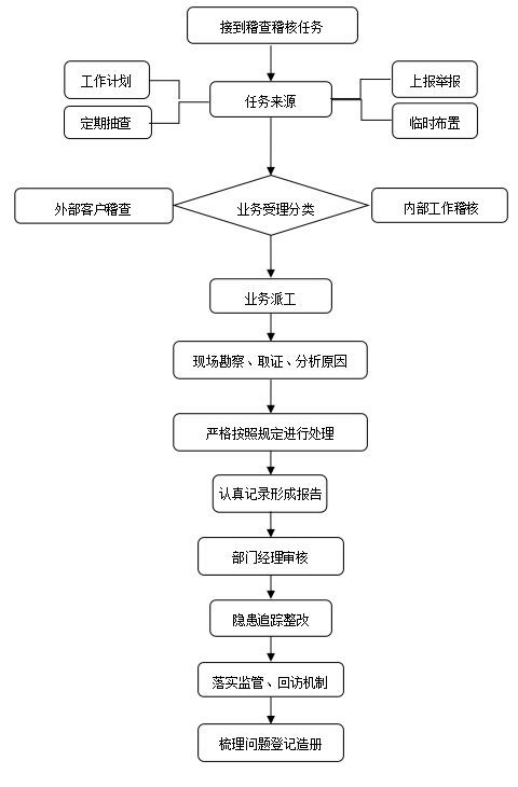 接到稽查稽核任务
工作计划
上报举报
任务来源
定期抽查
临时布置
外部客户稽查
业务受理分类
内部工作稽核
业务派工
现场勘察、取证、分析原因
严格按照规定进行处理
认真记录形成报告
部门经理审核
隐患追踪整改
落实监管、回访机制
梳理问题登记造册